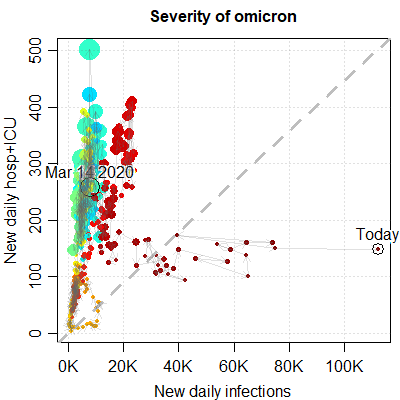 Severity of omicron
500
400
300
200
100
0
New daily hosp+ICU
Mar 14 2020
Today
0K 20K 40K 60K 80K 100K
New daily infections